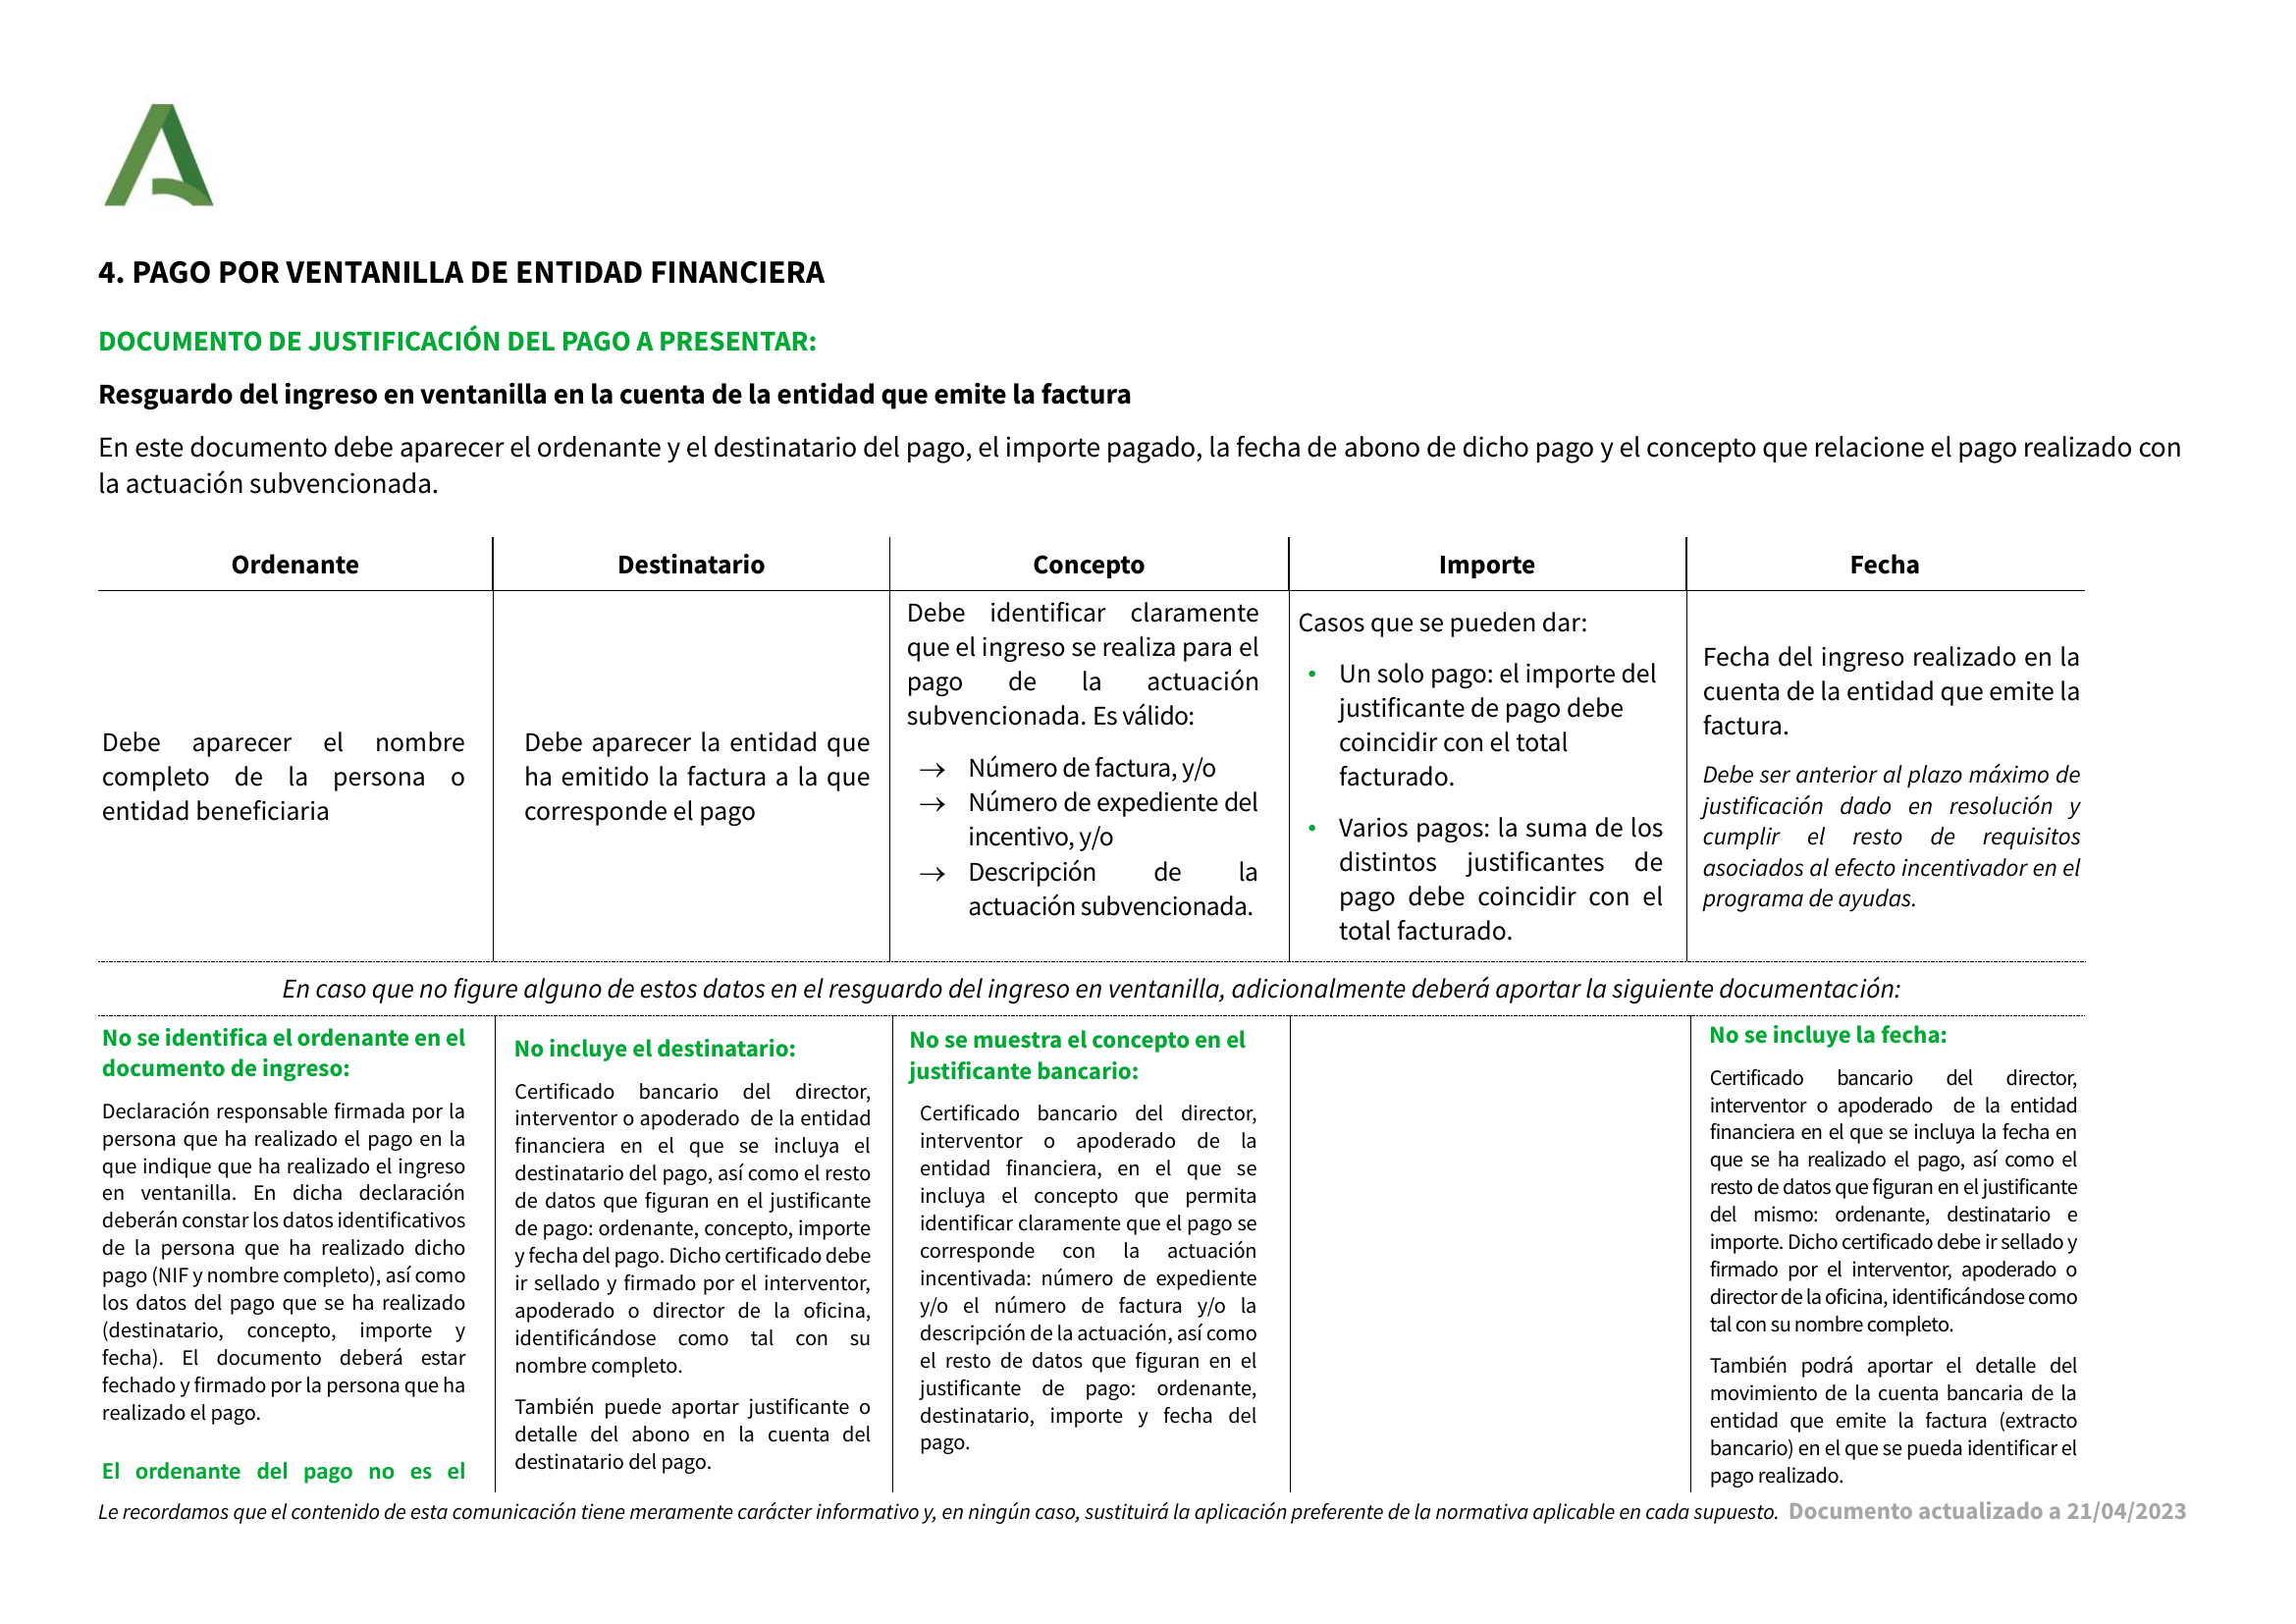 4. PAGO POR VENTANILLA DE ENTIDAD FINANCIERA
DOCUMENTO DE JUSTIFICACIÓN DEL PAGO A PRESENTAR:
Resguardo del ingreso en ventanilla en la cuenta de la entidad que emite la factura
En este documento debe aparecer el ordenante y el destinatario del pago, el importe pagado, la fecha de abono de dicho pago y el concepto que relacione el pago realizado con
la actuación subvencionada.
Ordenante
Destinatario
Concepto
Importe
Fecha
Debe aparecer el nombre
completo de la persona o
entidad beneficiaria
Debe aparecer la entidad que
ha emitido la factura a la que
corresponde el pago
Debe identificar claramente
que el ingreso se realiza para el
pago de la actuación
subvencionada. Es válido:
→ Número de factura, y/o
→ Número de expediente del
incentivo, y/o
→ Descripción de la
actuación subvencionada.
Casos que se pueden dar:
• Un solo pago: el importe del
justificante de pago debe
coincidir con el total
facturado.
• Varios pagos: la suma de los
distintos justificantes de
pago debe coincidir con el
total facturado.
Fecha del ingreso realizado en la
cuenta de la entidad que emite la
factura.
Debe ser anterior al plazo máximo de
justificación dado en resolución y
cumplir el resto de requisitos
asociados al efecto incentivador en el
programa de ayudas.
En caso que no figure alguno de estos datos en el resguardo del ingreso en ventanilla, adicionalmente deberá aportar la siguiente documentación:
No se identifica el ordenante en el
documento de ingreso:
Declaración responsable firmada por la
persona que ha realizado el pago en la
que indique que ha realizado el ingreso
en ventanilla. En dicha declaración
deberán constar los datos identificativos
de la persona que ha realizado dicho
pago (NIF y nombre completo), así como
los datos del pago que se ha realizado
(destinatario, concepto, importe y
fecha). El documento deberá estar
fechado y firmado por la persona que ha
realizado el pago.
El ordenante del pago no es el
No incluye el destinatario:
Certificado bancario del director,
interventor o apoderado de la entidad
financiera en el que se incluya el
destinatario del pago, así como el resto
de datos que figuran en el justificante
de pago: ordenante, concepto, importe
y fecha del pago. Dicho certificado debe
ir sellado y firmado por el interventor,
apoderado o director de la oficina,
identificándose como tal con su
nombre completo.
También puede aportar justificante o
detalle del abono en la cuenta del
destinatario del pago.
No se muestra el concepto en el
justificante bancario:
Certificado bancario del director,
interventor o apoderado de la
entidad financiera, en el que se
incluya el concepto que permita
identificar claramente que el pago se
corresponde con la actuación
incentivada: número de expediente
y/o el número de factura y/o la
descripción de la actuación, así como
el resto de datos que figuran en el
justificante de pago: ordenante,
destinatario, importe y fecha del
pago.
No se incluye la fecha:
Certificado bancario del director,
interventor o apoderado de la entidad
financiera en el que se incluya la fecha en
que se ha realizado el pago, así como el
resto de datos que figuran en el justificante
del mismo: ordenante, destinatario e
importe. Dicho certificado debe ir sellado y
firmado por el interventor, apoderado o
director de la oficina, identificándose como
tal con su nombre completo.
También podrá aportar el detalle del
movimiento de la cuenta bancaria de la
entidad que emite la factura (extracto
bancario) en el que se pueda identificar el
pago realizado.
Le recordamos que el contenido de esta comunicación tiene meramente carácter informativo y, en ningún caso, sustituirá la aplicación preferente de la normativa aplicable en cada supuesto. Documento actualizado a 21/04/2023